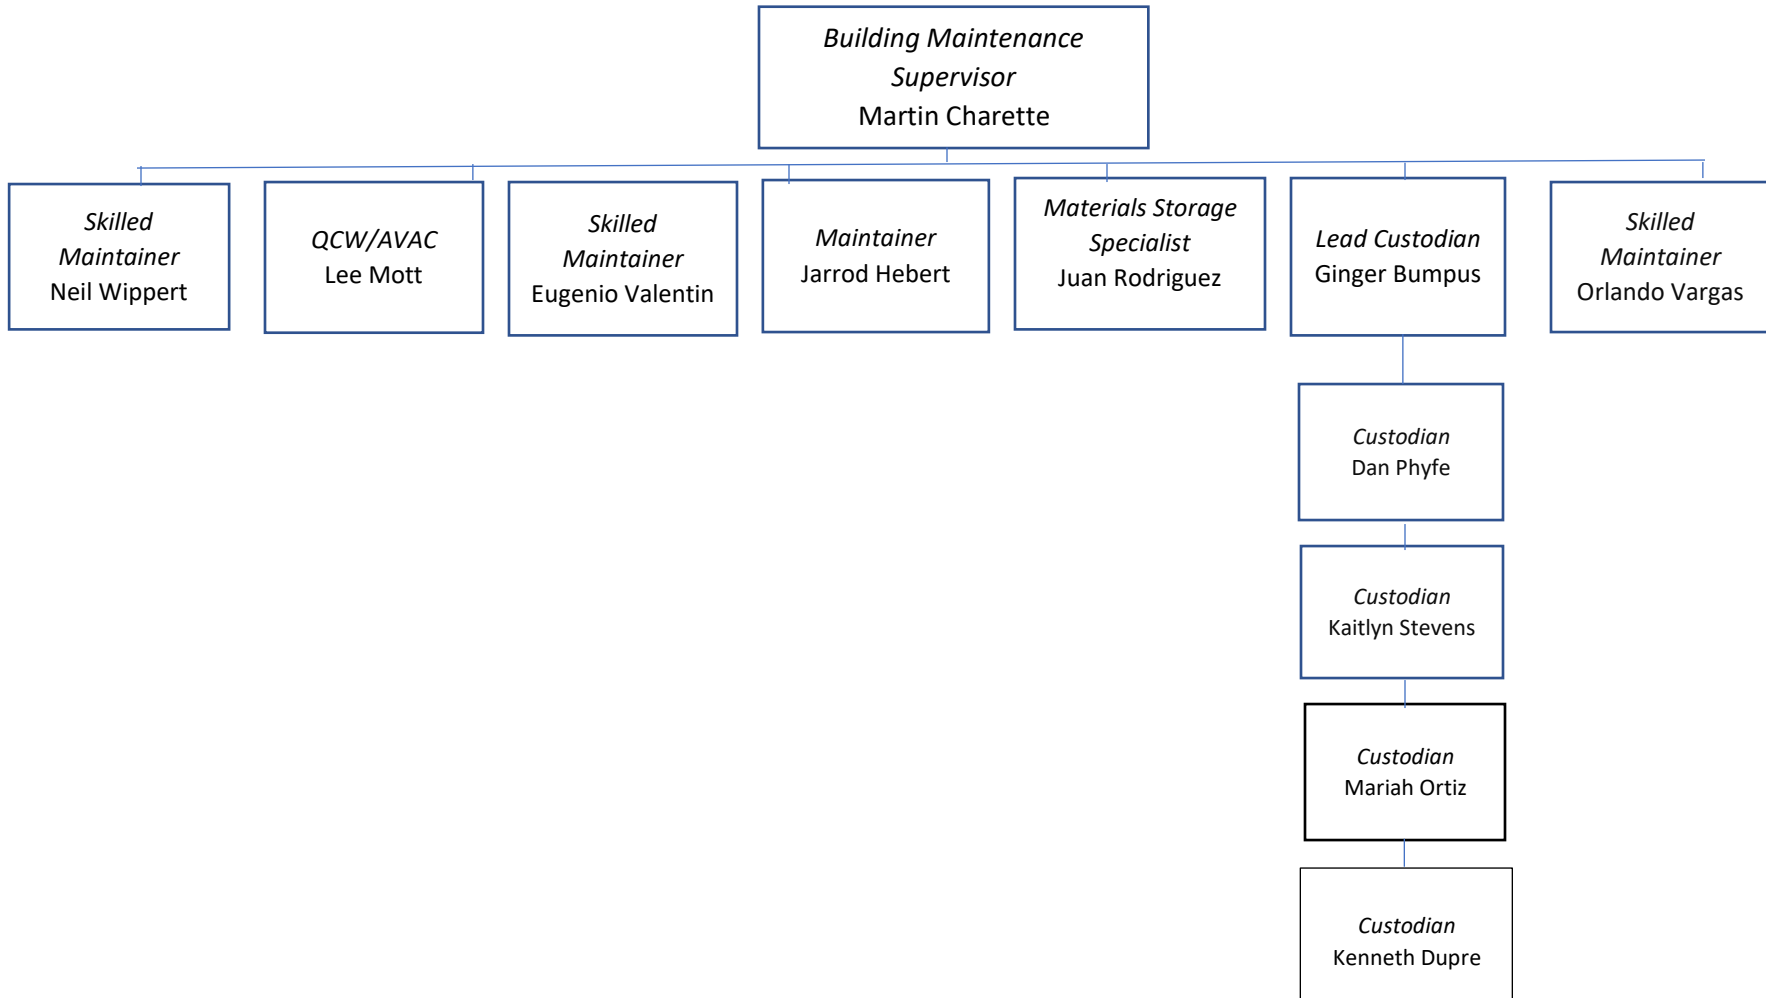 Building Maintenance
Supervisor
Martin Charette
Skilled
Maintainer
Neil Wippert
QCW/AVAC
Lee Mott
Skilled
Maintainer
Eugenio Valentin
Maintainer
Jarrod Hebert
Materials Storage
Specialist
Juan Rodriguez
Lead Custodian
Ginger Bumpus
Skilled
Maintainer
Orlando Vargas
Custodian
Dan Phyfe
Custodian
Kaitlyn Stevens
Custodian
Mariah Ortiz
Custodian
Kenneth Dupre